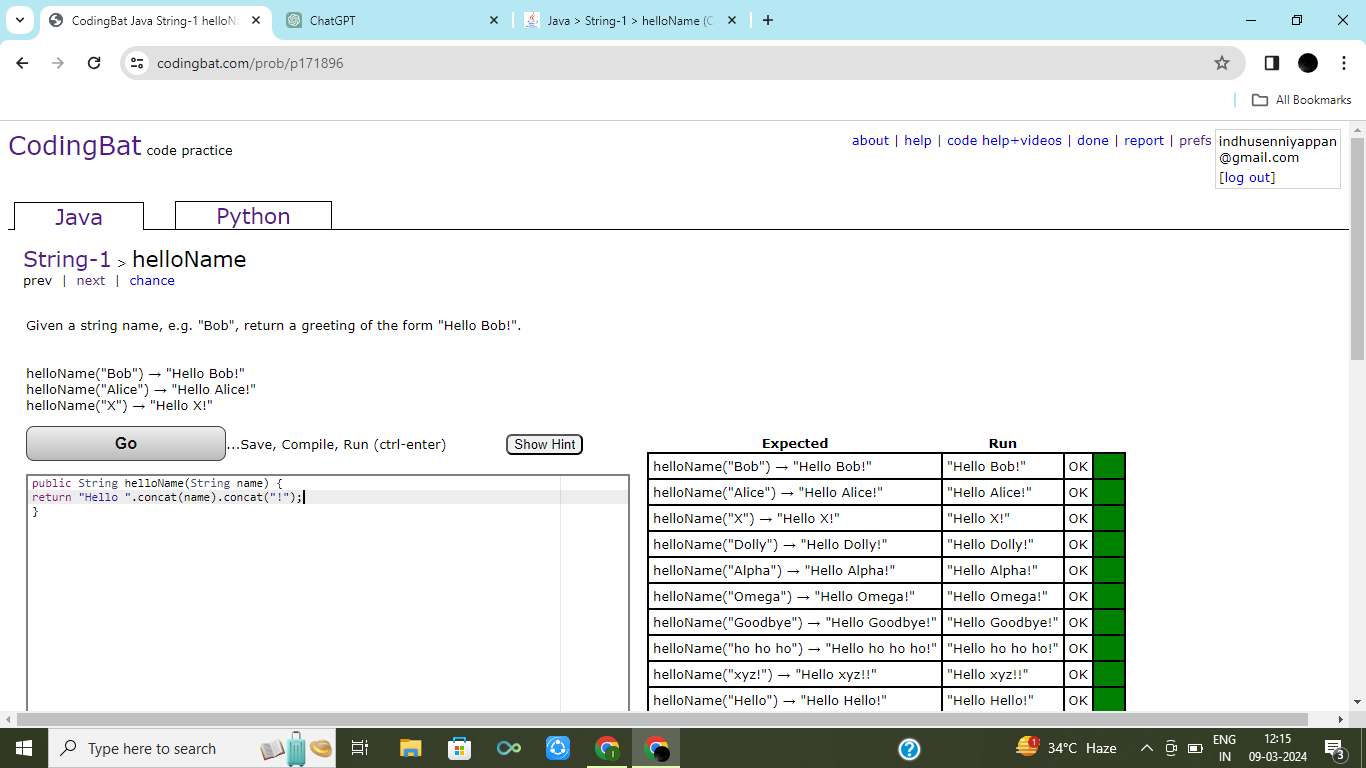 CodingBat Java String-1 helloN
ChatGPT
Java > String-1 > helloName (C
codingbat.com/prob/p171896
All Bookmarks
CodingBat code practice
about | help | code help+videos | done | report | prefs
indhusenniyappan
@gmail.com
[log out]
Java
Python
String-1 > helloName
prev | next | chance
Given a string name, e.g. "Bob", return a greeting of the form "Hello Bob!".
helloName("Bob") → "Hello Bob!"
helloName("Alice") → "Hello Alice!"
helloName("X") → "Hello X!"
Go
...Save, Compile, Run (ctrl-enter)
Show Hint
public String helloName(String name) {
return "Hello ".concat(name).concat("!");
}
Expected Run
helloName("Bob") → "Hello Bob!" "Hello Bob!" OK
helloName("Alice") → "Hello Alice!" "Hello Alice!" OK
helloName("X") → "Hello X!" "Hello X!" OK
helloName("Dolly") → "Hello Dolly!" "Hello Dolly!" OK
helloName("Alpha") → "Hello Alpha!" "Hello Alpha!" OK
helloName("Omega") → "Hello Omega!" "Hello Omega!" OK
helloName("Goodbye") → "Hello Goodbye!" "Hello Goodbye!" OK
helloName("ho ho ho") → "Hello ho ho ho!" "Hello ho ho ho!" OK
helloName("xyz!") → "Hello xyz!!" "Hello xyz!!" OK
helloName("Hello") → "Hello Hello!" "Hello Hello!" OK
Type here to search
1
34°C Haze
ENG
IN
12:15
09-03-2024
3